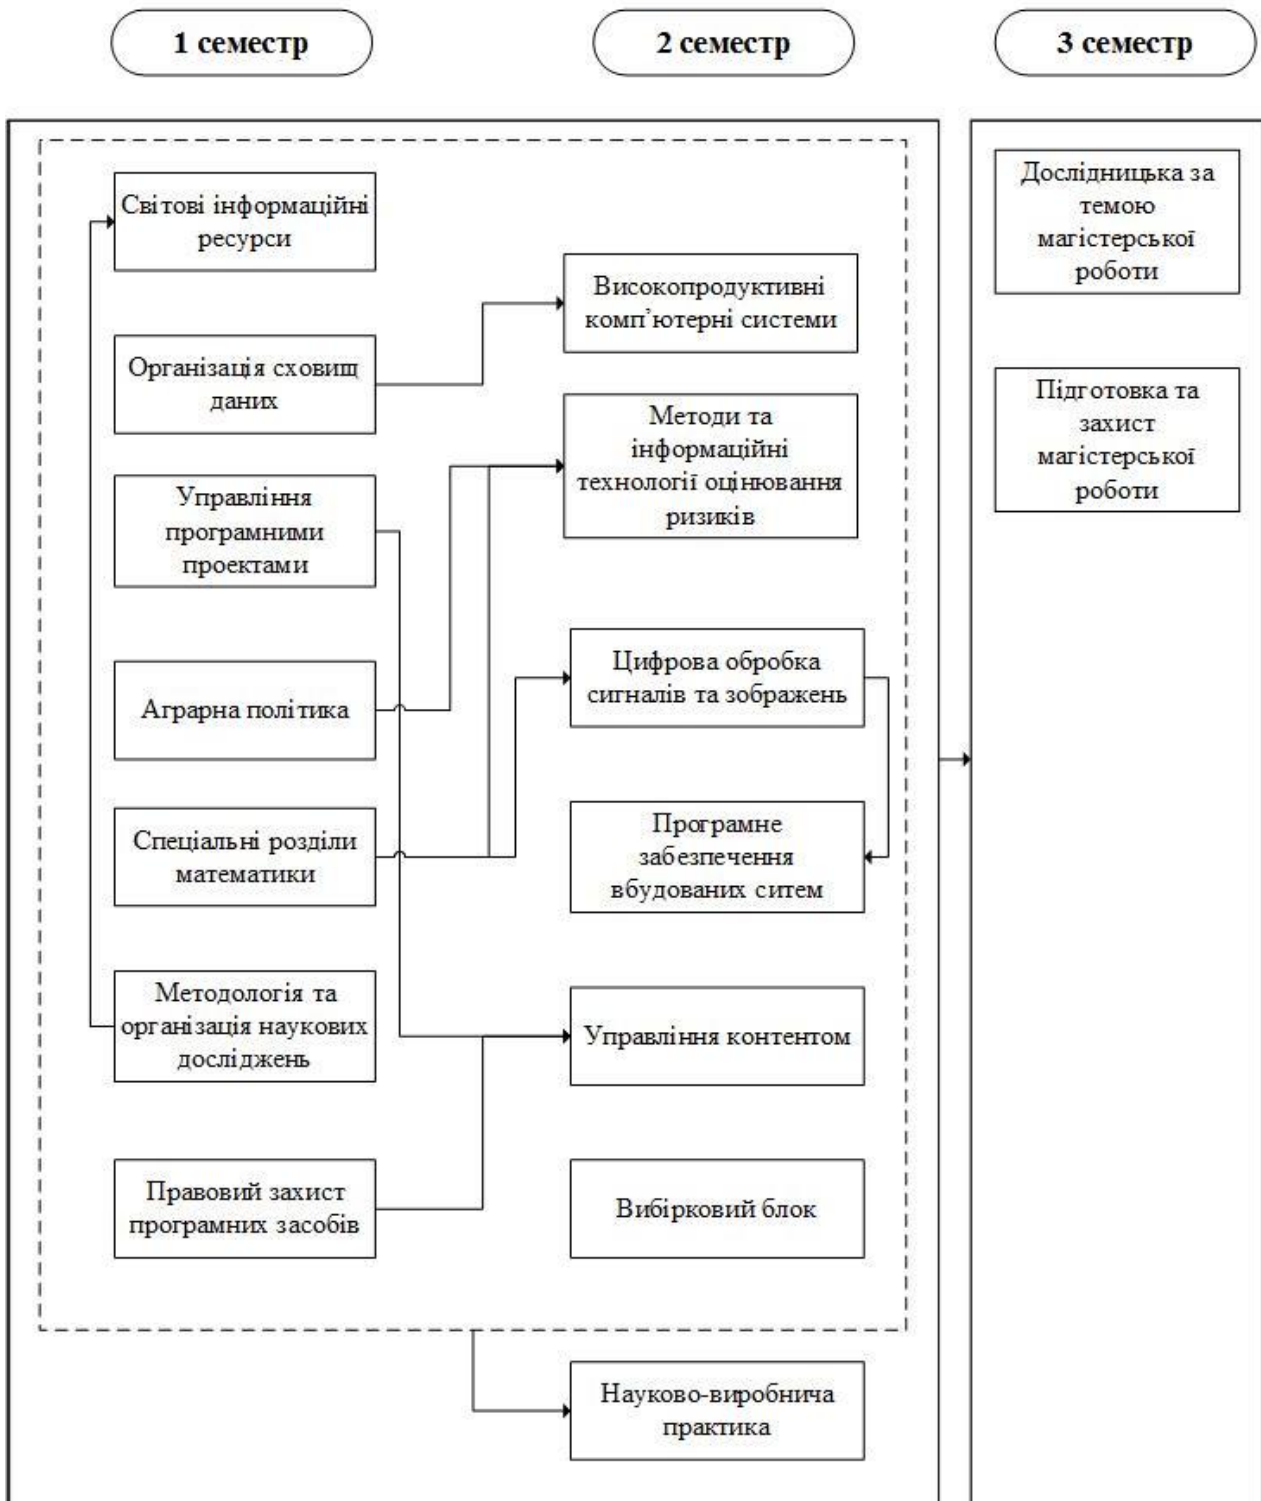 1 семестр
2 семестр
3 семестр
Світові інформаційні
ресурси
Організація сховищ
даних
Управління
програмними
проектами
Аграрна політика
Спеціальні розділи
математики
Методологія та
організація наукових
досліджень
Правовий захист
програмних засобів
Високопродуктивні
комп’ютерні системи
Методи та
інформаційні
технології оцінювання
ризиків
Цифрова обробка
сигналів та зображень
Програмне
забезпечення
вбудованих ситем
Управління контентом
Вибірковий блок
Науково-виробнича
практика
Дослідницька за
темою
магістерської
роботи
Підготовка та
захист
магістерської
роботи